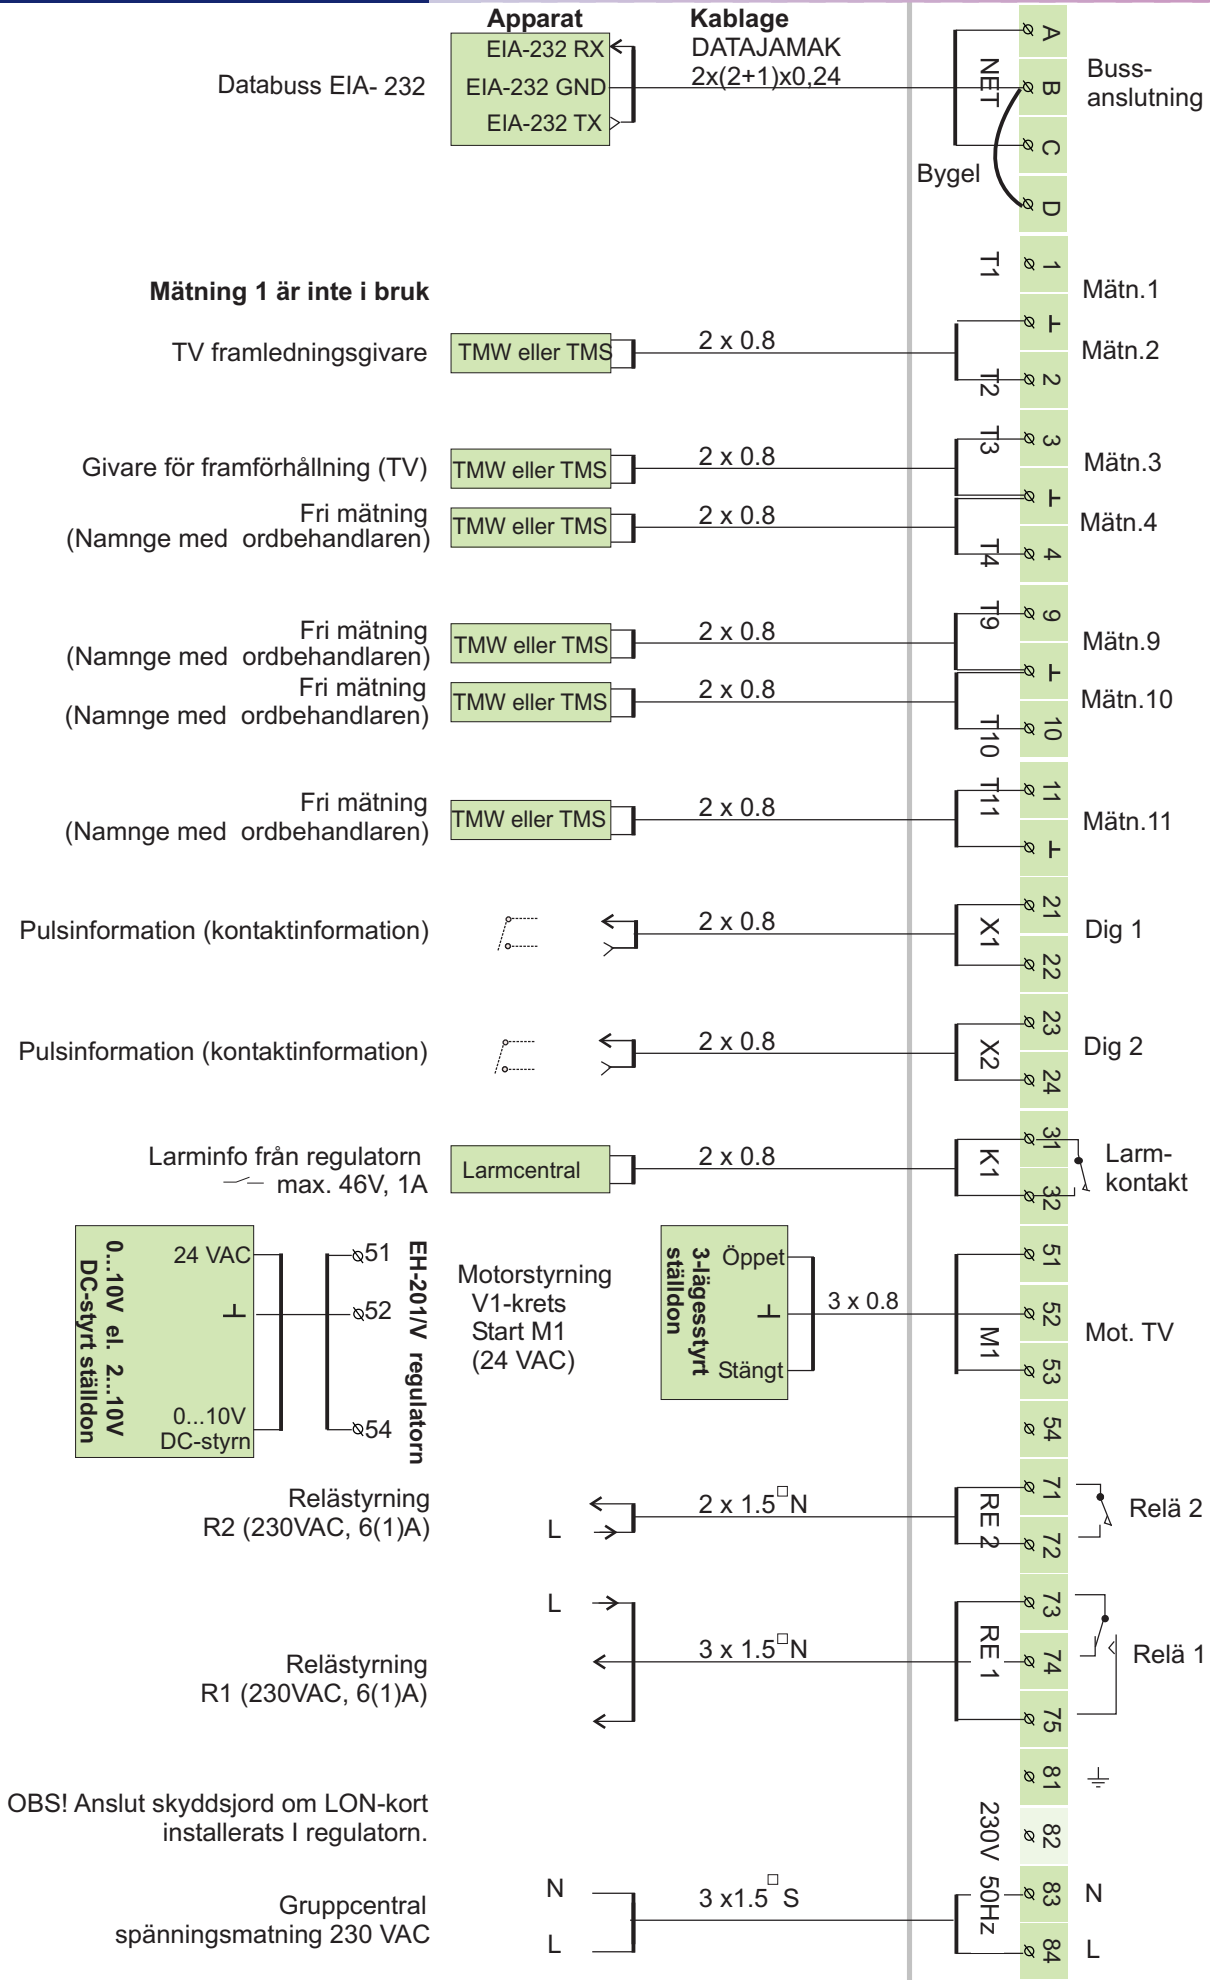 Apparat
Kablage
Databuss EIA- 232
EIA-232 RX
EIA-232 GND
EIA-232 TX
DATAJAMAK
2x(2+1)x0,24
NET
A
B
C
D
Buss-
anslutning
Bygel
Mätning 1 är inte i bruk
T1
1
Mätn.1
TV framledningsgivare
TMW eller TMS
2 x 0.8
T2
2
Mätn.2
Givare för framförhållning (TV)
TMW eller TMS
2 x 0.8
T3
3
Mätn.3
Fri mätning
(Namnge med ordbehandlaren)
TMW eller TMS
2 x 0.8
T4
4
Mätn.4
Fri mätning
(Namnge med ordbehandlaren)
TMW eller TMS
2 x 0.8
T9
9
Mätn.9
Fri mätning
(Namnge med ordbehandlaren)
TMW eller TMS
2 x 0.8
T10
10
Mätn.10
Fri mätning
(Namnge med ordbehandlaren)
TMW eller TMS
2 x 0.8
T11
11
Mätn.11
Pulsinformation (kontaktinformation)
2 x 0.8
X1
21
22
Dig 1
Pulsinformation (kontaktinformation)
2 x 0.8
X2
23
24
Dig 2
Larminfo från regulatorn
max. 46V, 1A
Larmcentral
2 x 0.8
K1
31
32
Larm-
kontakt
0...10V el. 2...10V
DC-styrt ställdon
24 VAC
0...10V
DC-styrn
51
52
54
EH-201/V regulatorn
Motorstyrning
V1-krets
Start M1
(24 VAC)
3-lägesstyrt
ställdon
Öppet
Stängt
3 x 0.8
M1
51
52
53
54
Mot. TV
Relästyrning
R2 (230VAC, 6(1)A)
L
2 x 1.5□N
RE 2
71
72
Relä 2
L
Relästyrning
R1 (230VAC, 6(1)A)
3 x 1.5□N
RE 1
73
74
75
Relä 1
OBS! Anslut skyddsjord om LON-kort
installerats I regulatorn.
81
82
Gruppcentral
spänningsmatning 230 VAC
N
L
3 x1.5□S
230V 50Hz
83
84
N
L